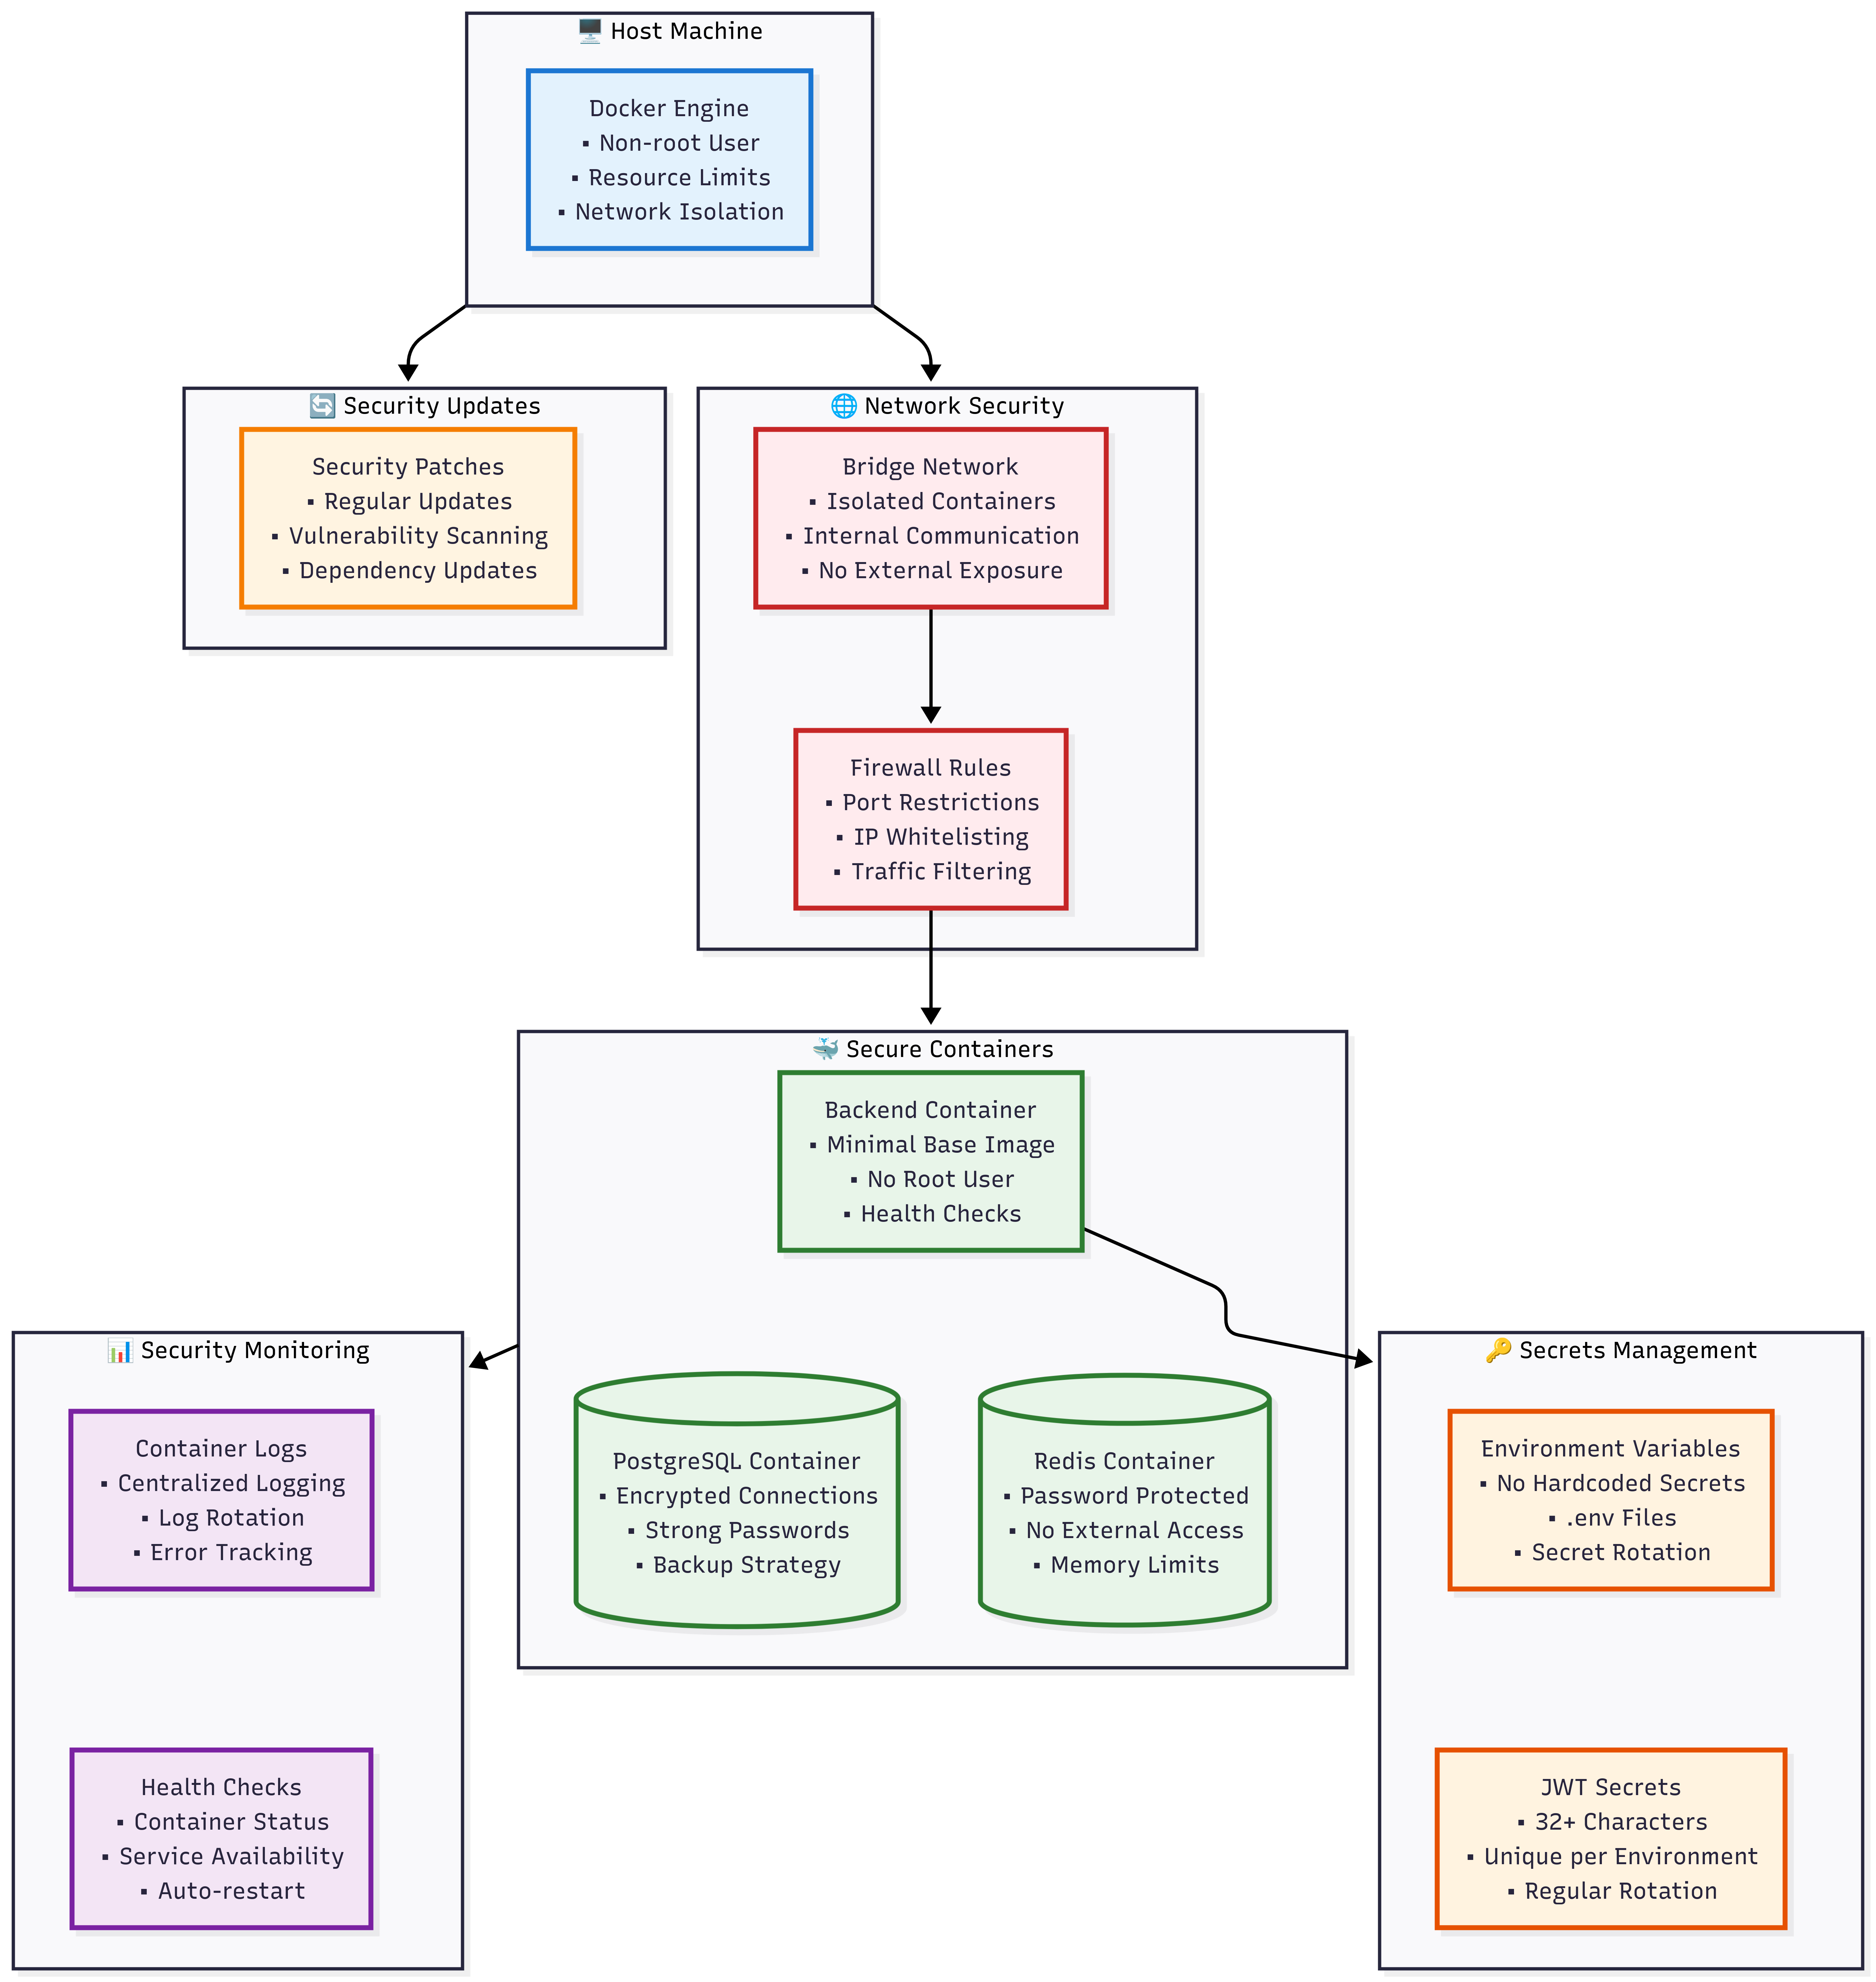 🖥️ Host Machine
Docker Engine
▪ Non-root User
▪ Resource Limits
▪ Network Isolation
🔄 Security Updates
Security Patches
▪ Regular Updates
▪ Vulnerability Scanning
▪ Dependency Updates
🌐 Network Security
Bridge Network
▪ Isolated Containers
▪ Internal Communication
▪ No External Exposure
Firewall Rules
▪ Port Restrictions
▪ IP Whitelisting
▪ Traffic Filtering
🐳 Secure Containers
Backend Container
▪ Minimal Base Image
▪ No Root User
▪ Health Checks
PostgreSQL Container
▪ Encrypted Connections
▪ Strong Passwords
▪ Backup Strategy
Redis Container
▪ Password Protected
▪ No External Access
▪ Memory Limits
📊 Security Monitoring
Container Logs
▪ Centralized Logging
▪ Log Rotation
▪ Error Tracking
Health Checks
▪ Container Status
▪ Service Availability
▪ Auto-restart
🔑 Secrets Management
Environment Variables
▪ No Hardcoded Secrets
▪ .env Files
▪ Secret Rotation
JWT Secrets
▪ 32+ Characters
▪ Unique per Environment
▪ Regular Rotation